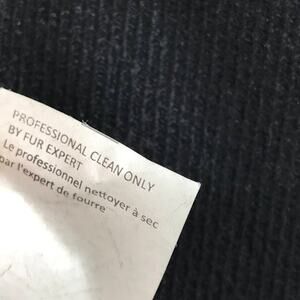 PROFESSIONAL CLEAN ONLY
BY FUR EXPERT
Le professionnel nettoyer à sec
par l'expert de fourre